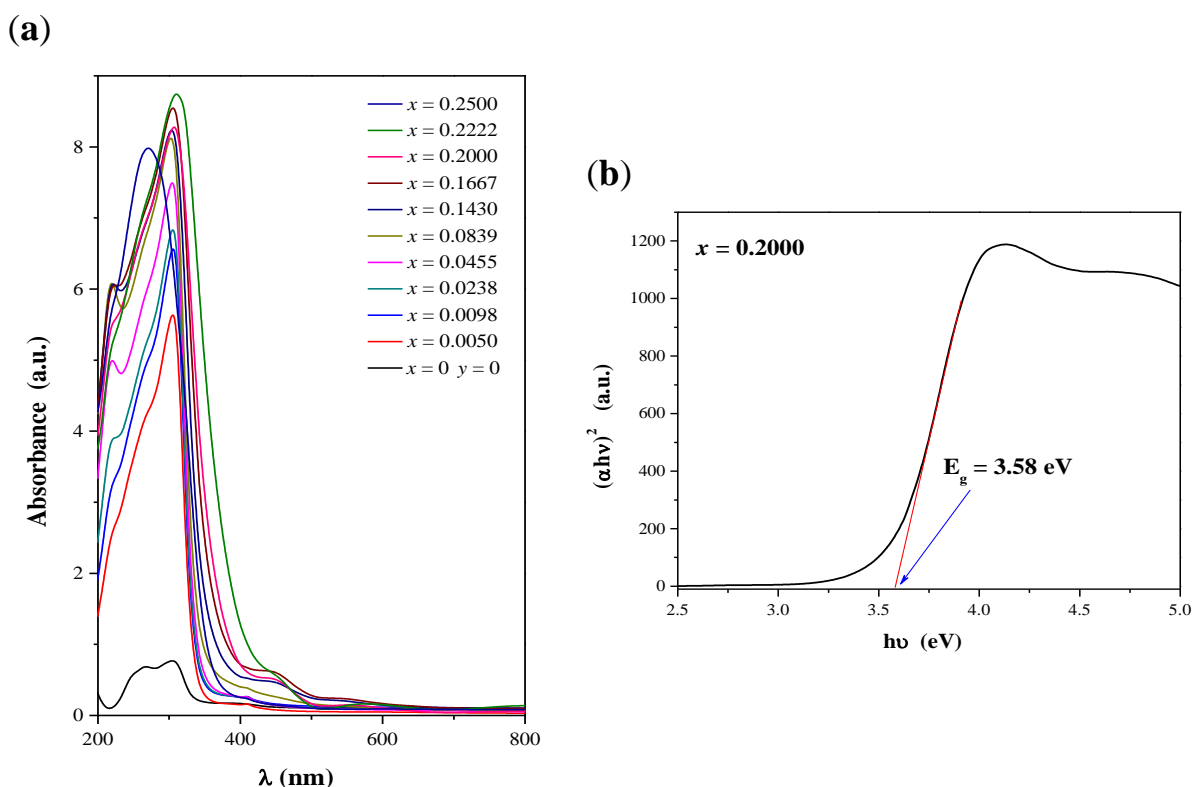 (a)
x = 0.2500
x = 0.2222
x = 0.2000
x = 0.1667
x = 0.1430
x = 0.0839
x = 0.0455
x = 0.0238
x = 0.0098
x = 0.0050
x=0 y=0
8
6
4
2
0
200 400 600 800
Absorbance (a.u.)
λ (nm)
(b)
x = 0.2000
1200
1000
800
600
400
200
0
E_g = 3.58 eV
2.5 3.0 3.5 4.0 4.5 5.0
(αhν)² (a.u.)
hυ (eV)